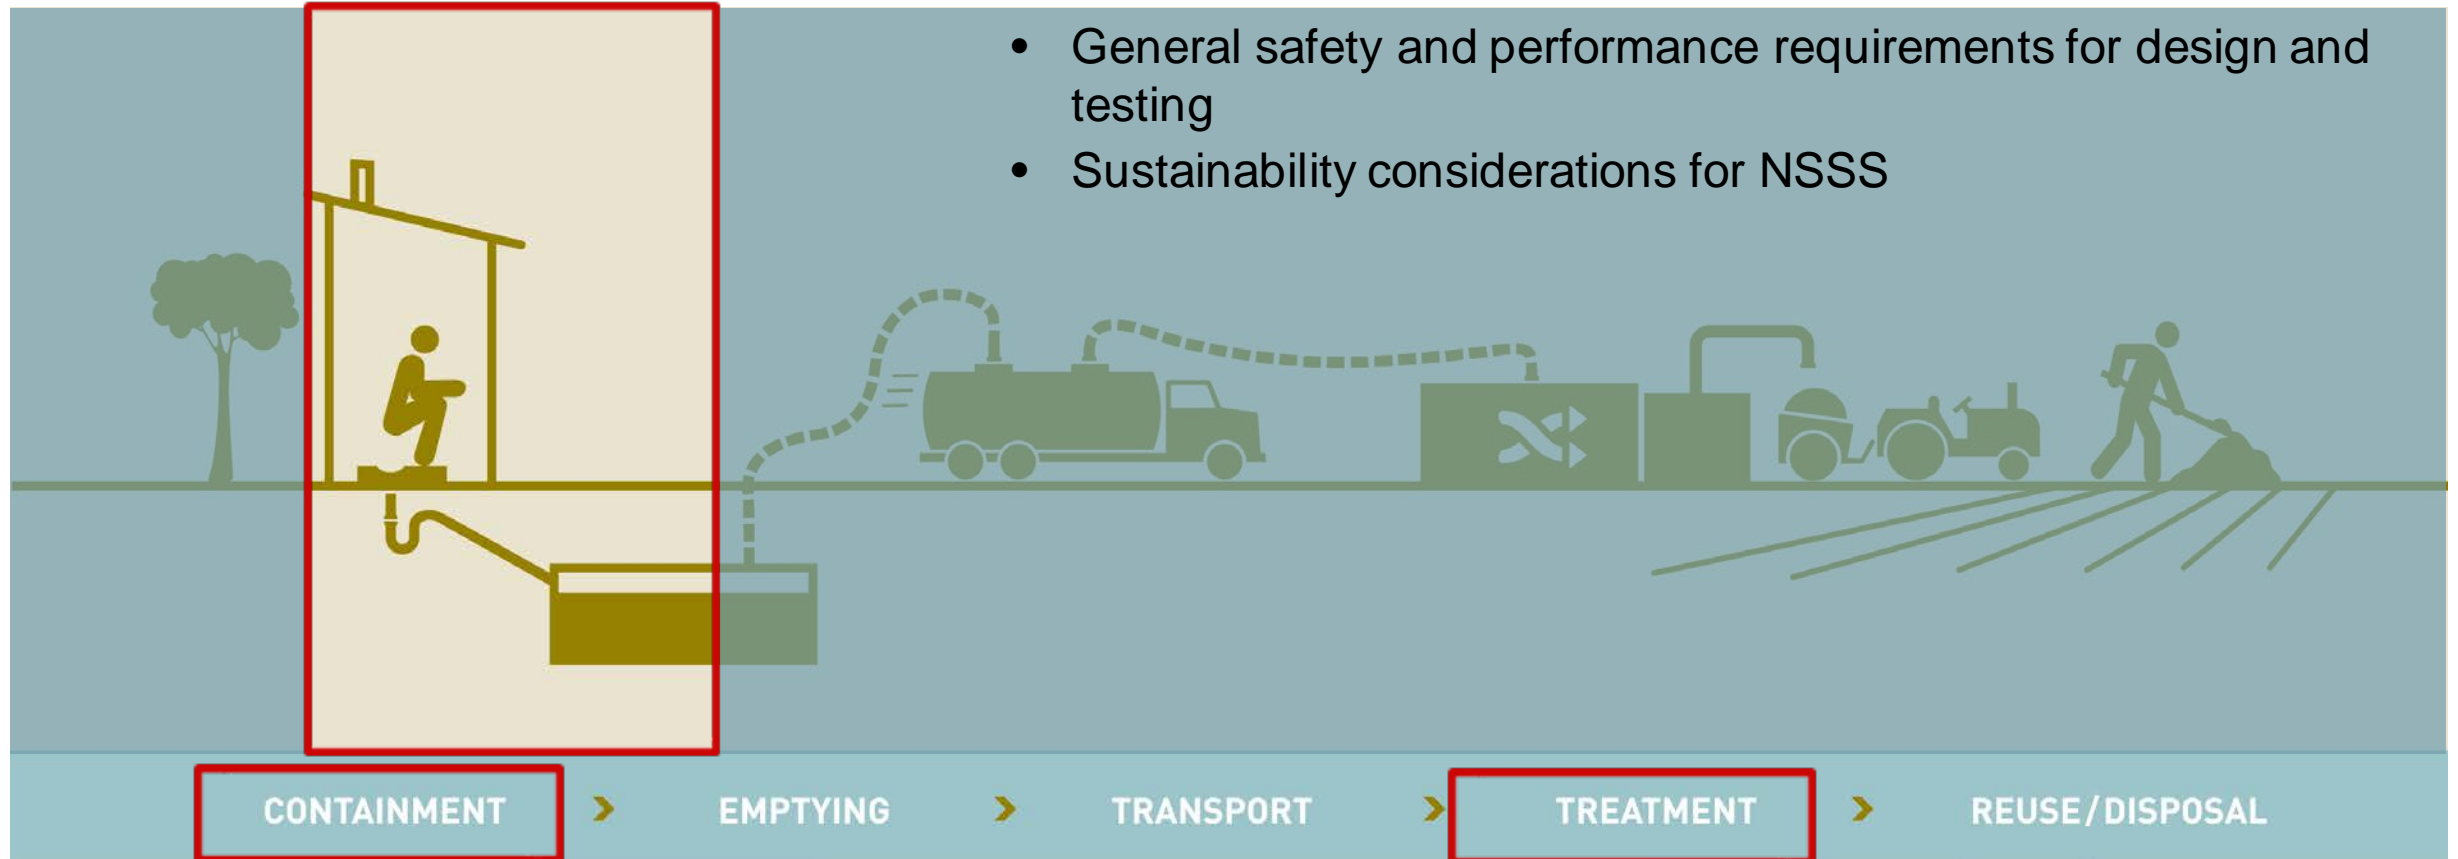 • General safety and performance requirements for design and
testing
• Sustainability considerations for NSSS
CONTAINMENT > EMPTYING > TRANSPORT > TREATMENT > REUSE/DISPOSAL